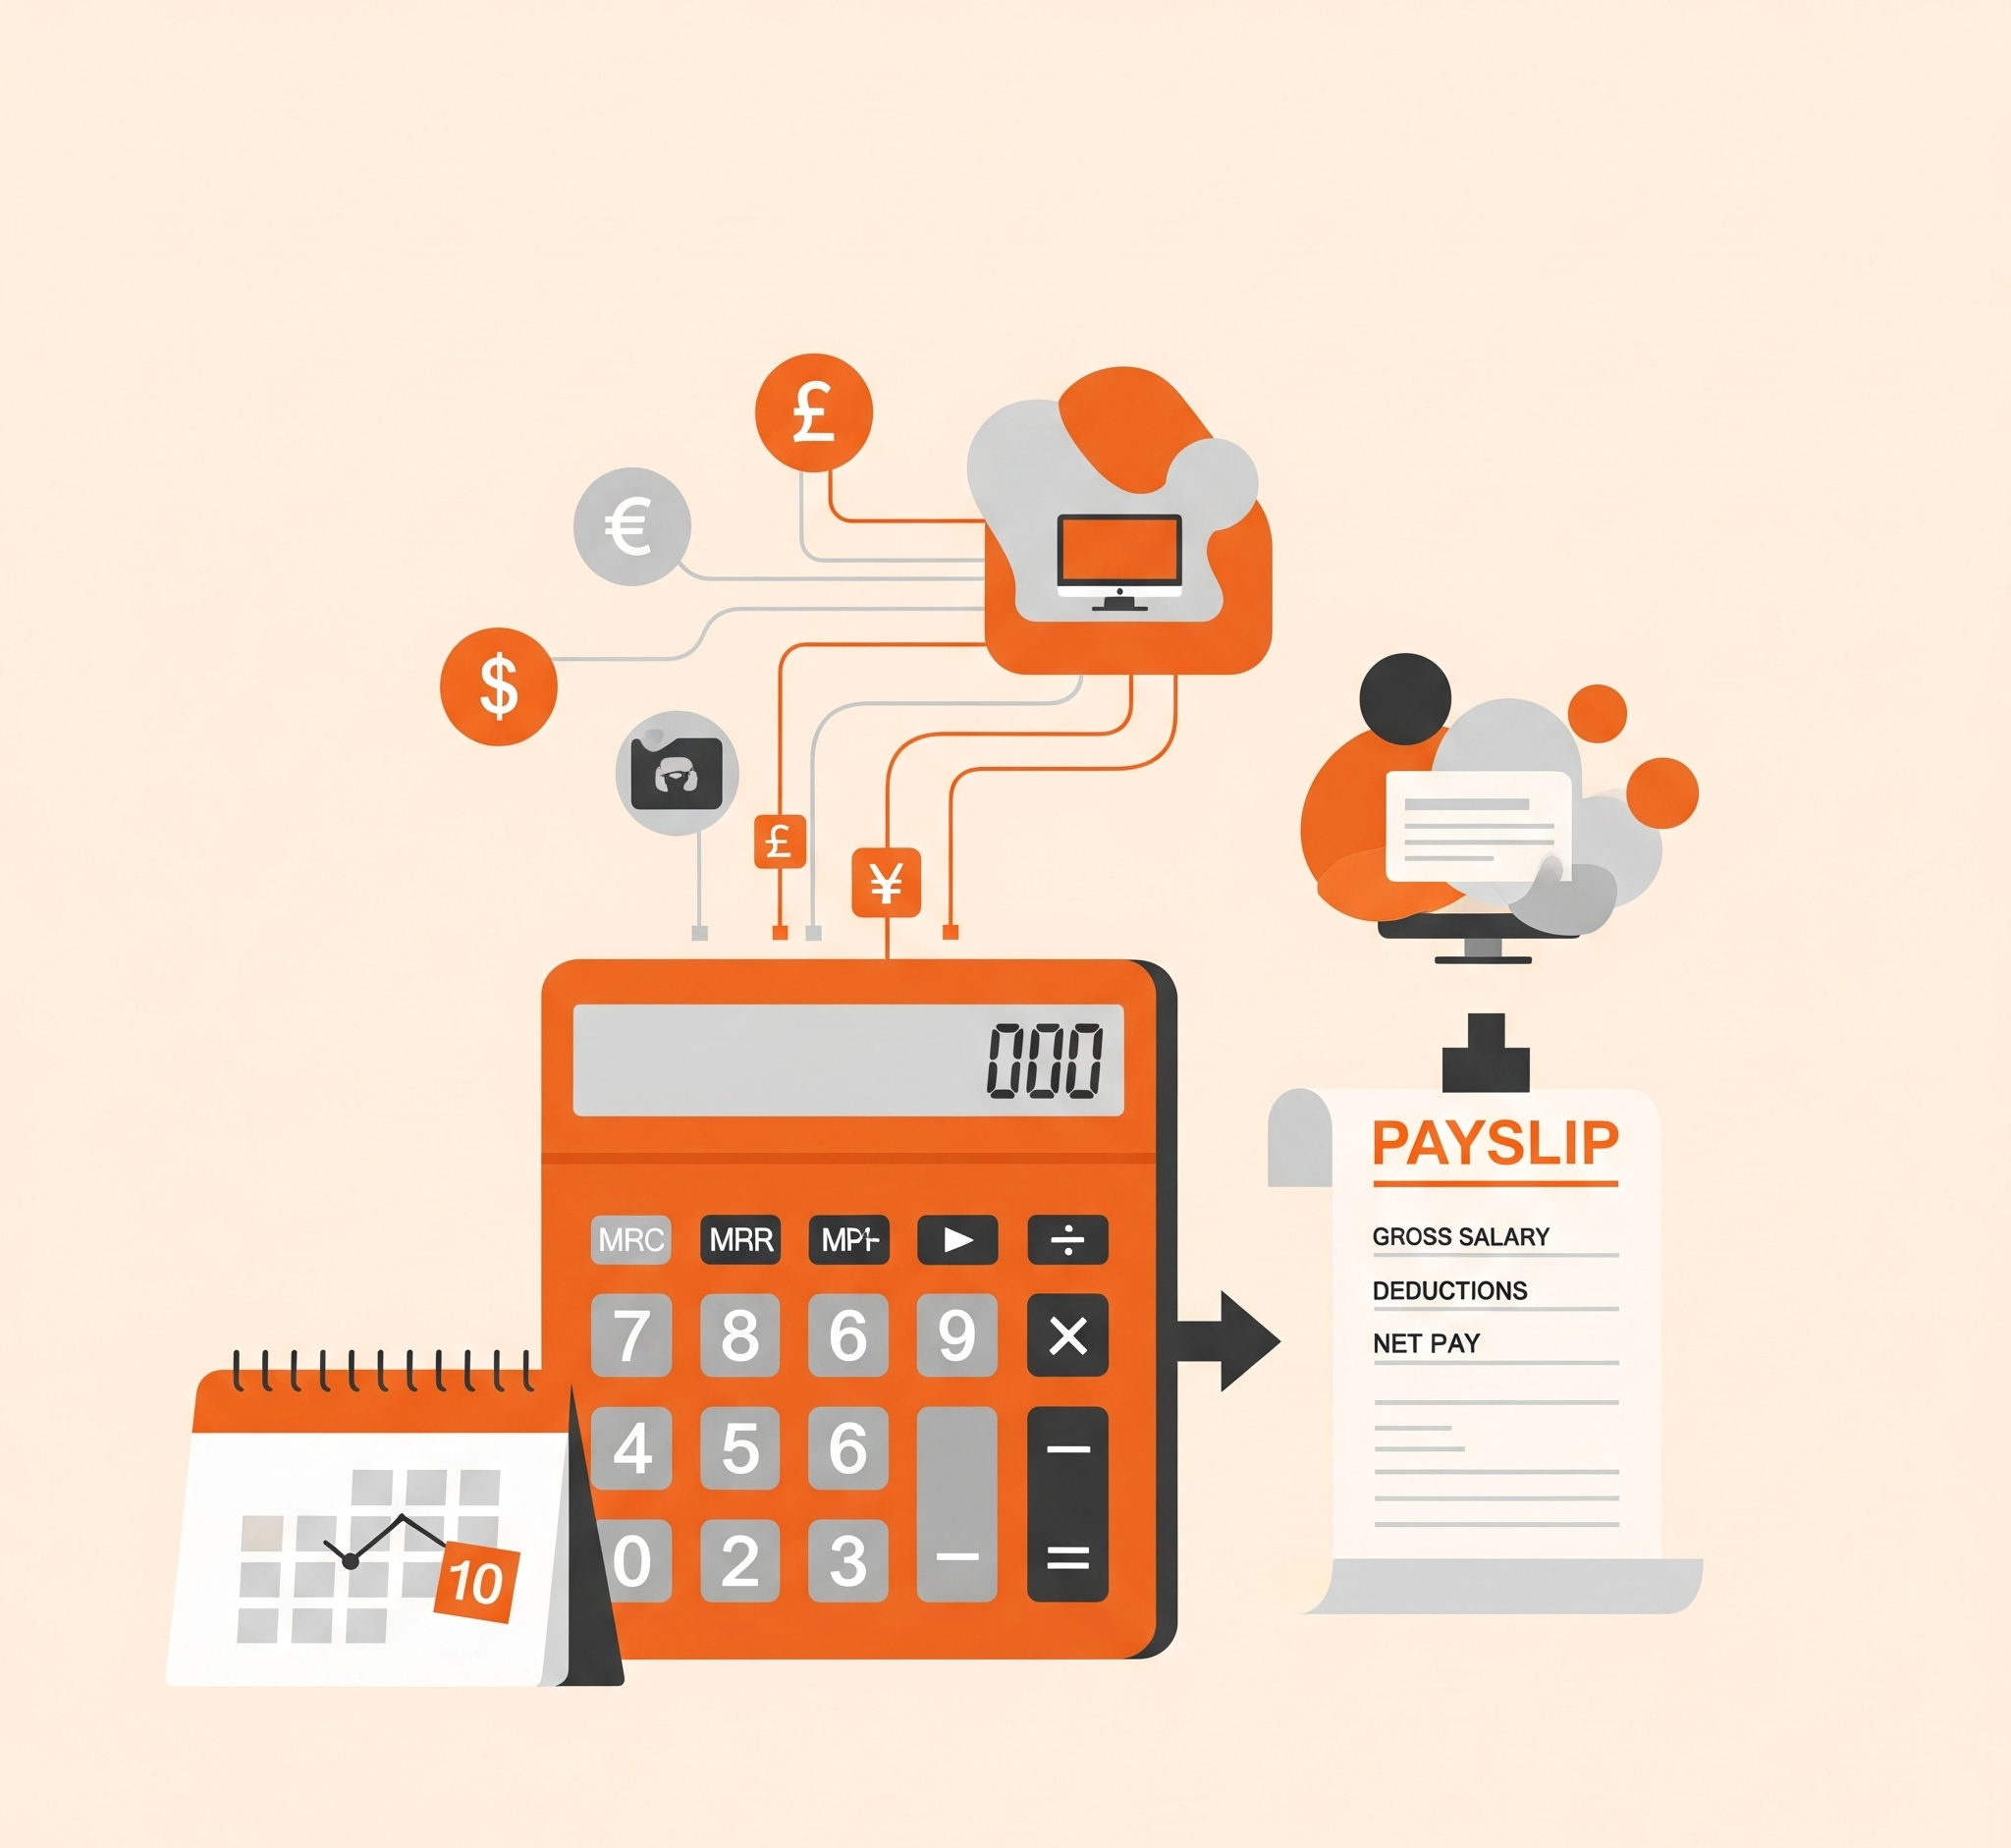 £
€
$
£
¥
000
PAYSLIP
MRC MRR ▶ ÷
GROSS SALARY
DEDUCTIONS
NET PAY
7 8 6 9 ×
4 5 6 −
0 2 3 − =
10